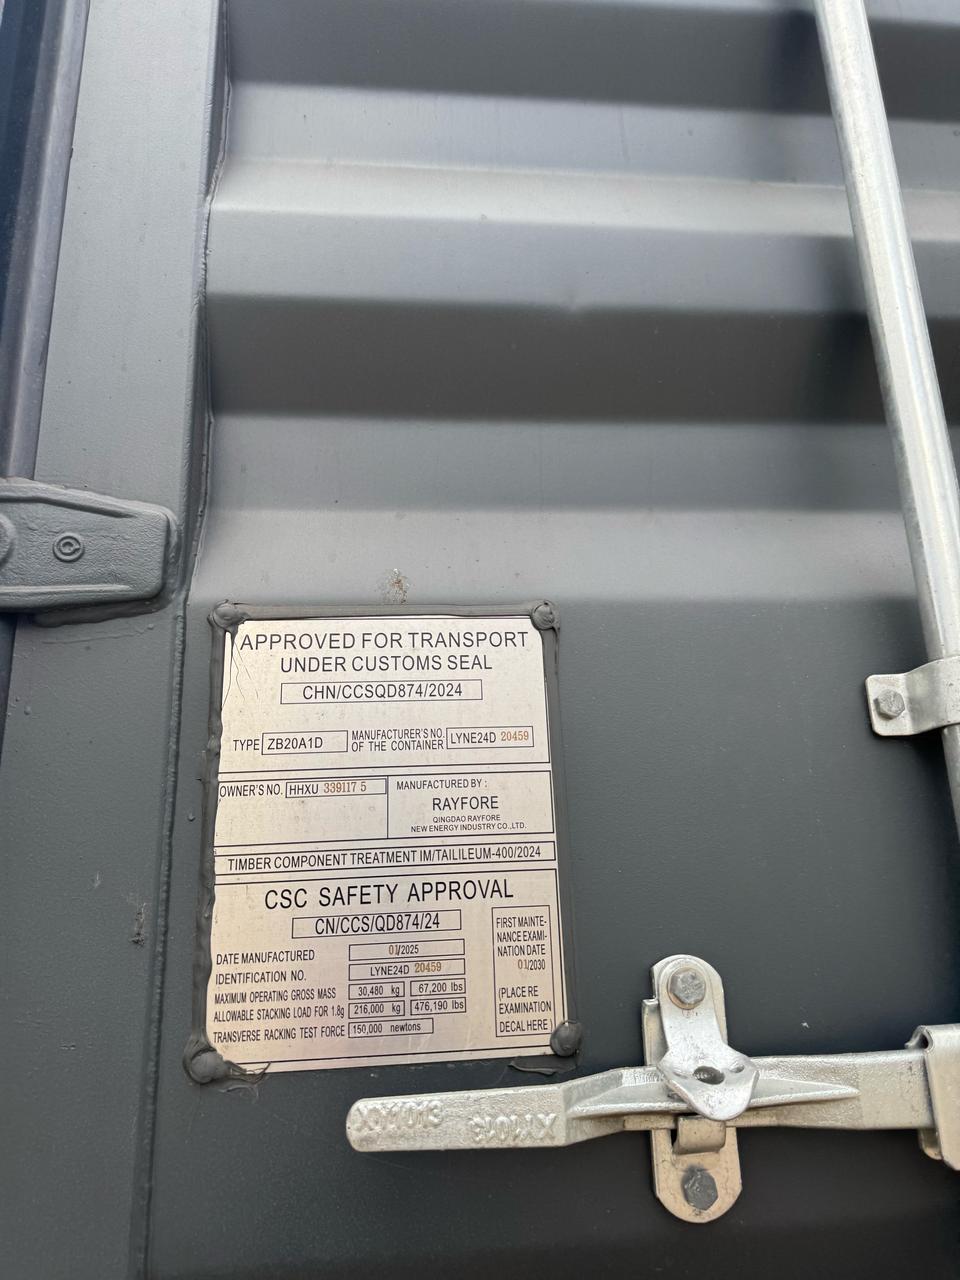 APPROVED FOR TRANSPORT
UNDER CUSTOMS SEAL
CHN/CCSQD874/2024
TYPE ZB20A1D MANUFACTURER'S NO. OF THE CONTAINER LYNE24D 20459
OWNER'S NO. HHXU 339117 5
MANUFACTURED BY :
RAYFORE
QINGDAO RAYFORE
NEW ENERGY INDUSTRY CO.,LTD.
TIMBER COMPONENT TREATMENT IM/TAILILEUM-400/2024
CSC SAFETY APPROVAL
CN/CCS/QD874/24
DATE MANUFACTURED 01/2025
IDENTIFICATION NO. LYNE24D 20459
MAXIMUM OPERATING GROSS MASS 30,480 kg 67,200 lbs
ALLOWABLE STACKING LOAD FOR 1.8g 216,000 kg 476,190 lbs
TRANSVERSE RACKING TEST FORCE 150,000 newtons
FIRST MAINTE-
NANCE EXAMI-
NATION DATE
01/2030
(PLACE RE
EXAMINATION
DECAL HERE)
XY1013
XY1013